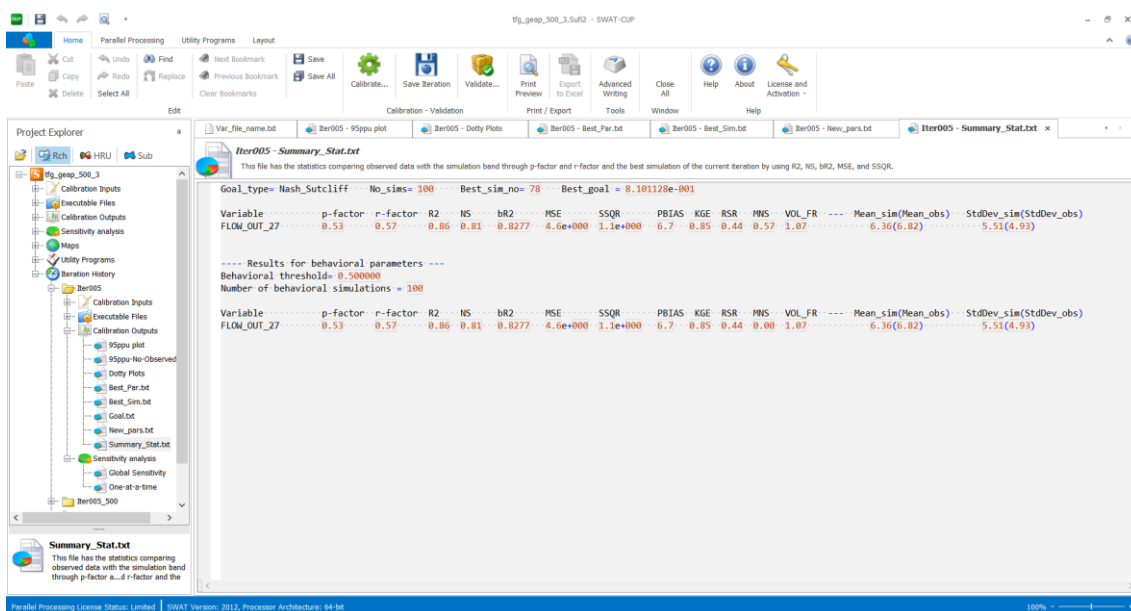 tfg_geap_500_3.Sufi2 - SWAT-CUP
Home Parallel Processing Utility Programs Layout
Paste
Cut
Copy
Delete
Undo
Redo
Select All
Find
Replace
Edit
Next Bookmark
Previous Bookmark
Clear Bookmarks
Save
Save All
Calibrate...
Save Iteration
Validate...
Calibration - Validation
Print Preview
Export to Excel
Print / Export
Advanced Writing
Tools
Close All
Window
Help
About
License and Activation
Help
Project Explorer
Rch HRU Sub
tfg_geap_500_3
Calibration Inputs
Executable Files
Calibration Outputs
Sensitivity analysis
Maps
Utility Programs
Iteration History
Iter005
Calibration Inputs
Executable Files
Calibration Outputs
95ppu plot
95ppu-No-Observed
Dotty Plots
Best_Par.txt
Best_Sim.txt
Goal.txt
New_pars.txt
Summary_Stat.txt
Sensitivity analysis
Global Sensitivity
One-at-a-time
Iter005_500
Summary_Stat.txt
This file has the statistics comparing
observed data with the simulation band
through p-factor a...d r-factor and the
Var_file_name.txt Iter005 - 95ppu plot Iter005 - Dotty Plots Iter005 - Best_Par.txt Iter005 - Best_Sim.txt Iter005 - New_pars.txt Iter005 - Summary_Stat.txt
Iter005 - Summary_Stat.txt
This file has the statistics comparing observed data with the simulation band through p-factor and r-factor and the best simulation of the current iteration by using R2, NS, bR2, MSE, and SSQR.
Goal_type= Nash_Sutcliff No_sims= 100 Best_sim_no= 78 Best_goal = 8.101128e-001
Variable p-factor r-factor R2 NS bR2 MSE SSQR PBIAS KGE RSR MNS VOL_FR --- Mean_sim(Mean_obs) StdDev_sim(StdDev_obs)
FLOW_OUT_27 0.53 0.57 0.86 0.81 0.8277 4.6e+000 1.1e+000 6.7 0.85 0.44 0.57 1.07 6.36(6.82) 5.51(4.93)
---- Results for behavioral parameters ---
Behavioral threshold= 0.500000
Number of behavioral simulations = 100
Variable p-factor r-factor R2 NS bR2 MSE SSQR PBIAS KGE RSR MNS VOL_FR --- Mean_sim(Mean_obs) StdDev_sim(StdDev_obs)
FLOW_OUT_27 0.53 0.57 0.86 0.81 0.8277 4.6e+000 1.1e+000 6.7 0.85 0.44 0.00 1.07 6.36(6.82) 5.51(4.93)
Parallel Processing License Status: Limited SWAT Version: 2012, Processor Architecture: 64-bit
100%